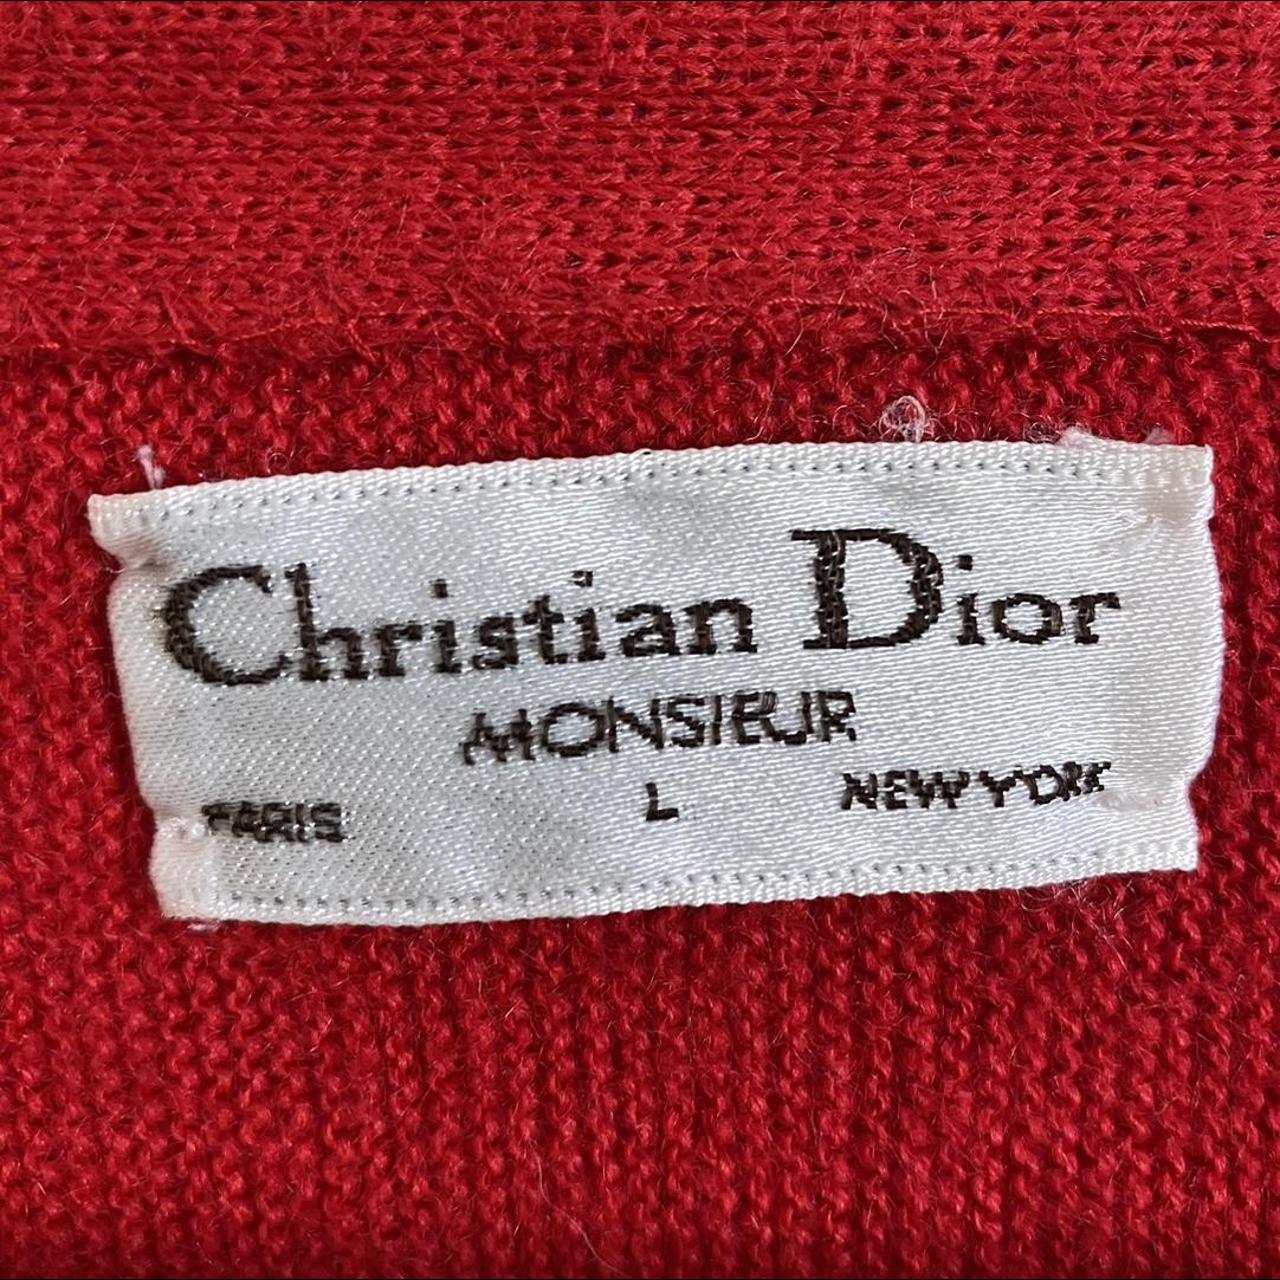 Christian Dior
MONSIEUR
PARIS L NEW YORK